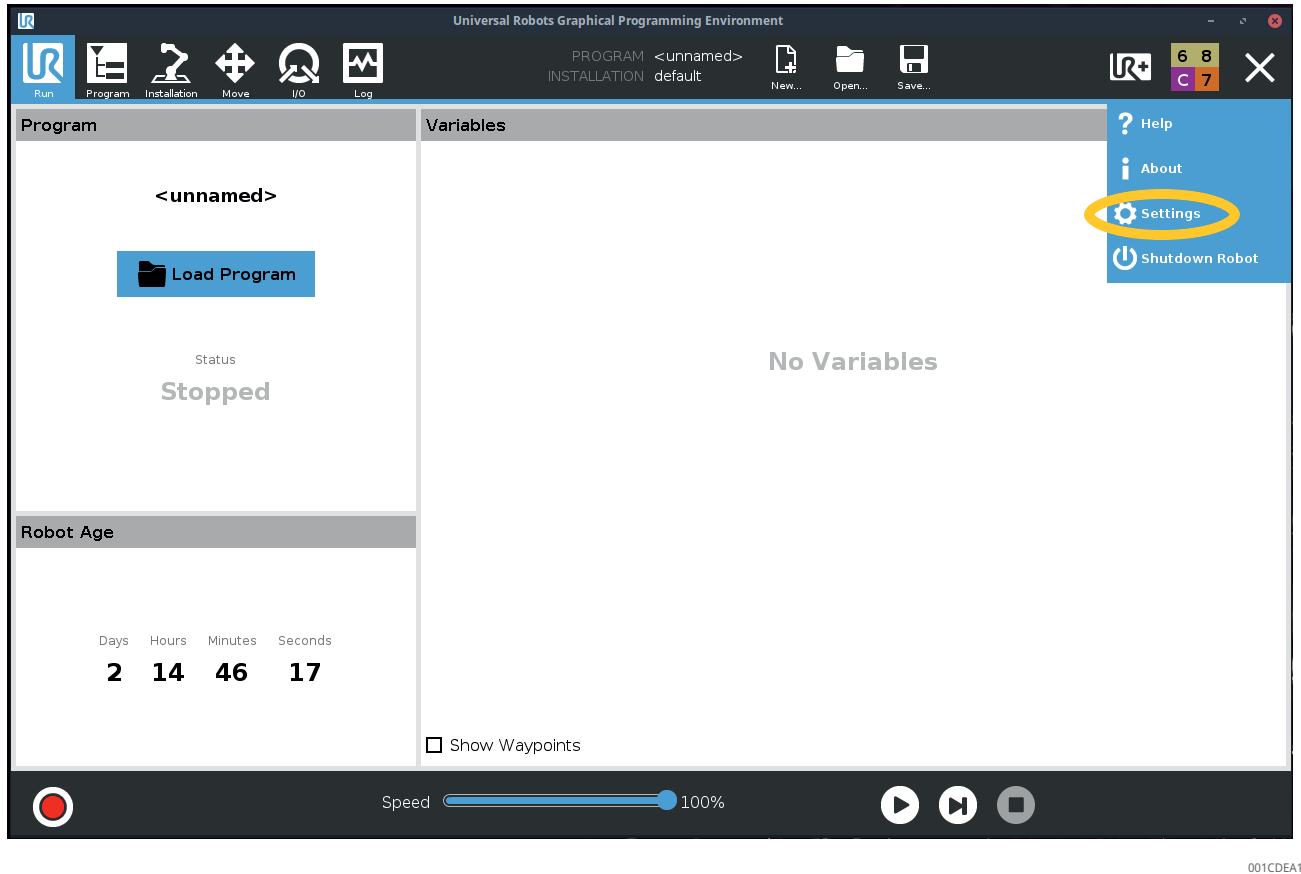 Universal Robots Graphical Programming Environment
Run
Program
Installation
Move
I/O
Log
PROGRAM <unnamed>
INSTALLATION default
New...
Open...
Save...
UR+
6 8
C 7
Program
<unnamed>
Load Program
Status
Stopped
Robot Age
Days Hours Minutes Seconds
2 14 46 17
Variables
No Variables
Show Waypoints
? Help
i About
Settings
Shutdown Robot
Speed 100%
001CDEA1